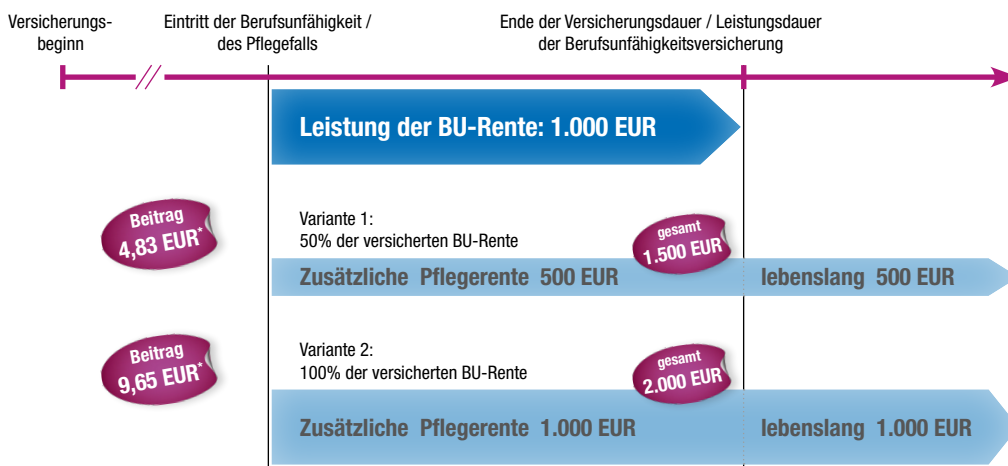 Versicherungs-
beginn
Eintritt der Berufsunfähigkeit /
des Pflegefalls
Ende der Versicherungsdauer / Leistungsdauer
der Berufsunfähigkeitsversicherung
Leistung der BU-Rente: 1.000 EUR
Beitrag
4,83 EUR*
Variante 1:
50% der versicherten BU-Rente
gesamt
1.500 EUR
Zusätzliche Pflegerente 500 EUR
lebenslang 500 EUR
Beitrag
9,65 EUR*
Variante 2:
100% der versicherten BU-Rente
gesamt
2.000 EUR
Zusätzliche Pflegerente 1.000 EUR
lebenslang 1.000 EUR